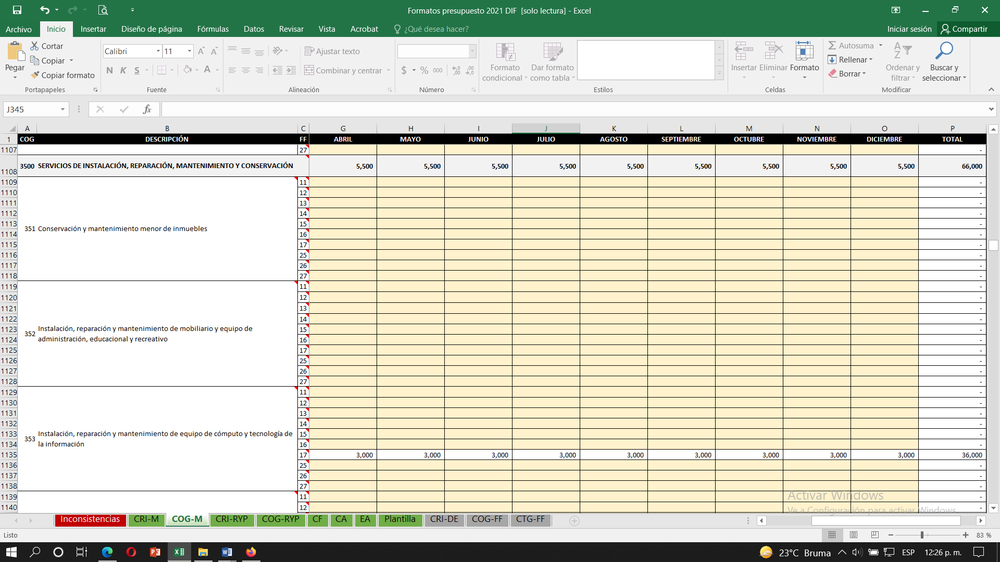 Formatos presupuesto 2021 DIF  [solo lectura] - Excel
Archivo Inicio Insertar Diseño de página Fórmulas Datos Revisar Vista Acrobat ¿Qué desea hacer? Iniciar sesión Compartir
Pegar
Cortar
Copiar
Copiar formato
Portapapeles
Calibri 11
N K S
Fuente
Ajustar texto
Combinar y centrar
Alineación
$ % 000
Número
Formato condicional
Dar formato como tabla
Estilos
Insertar Eliminar Formato
Celdas
Autosuma
Rellenar
Borrar
Ordenar y filtrar
Buscar y seleccionar
Modificar
J345 fx
A B C G H I J K L M N O P
1 COG DESCRIPCIÓN FF ABRIL MAYO JUNIO JULIO AGOSTO SEPTIEMBRE OCTUBRE NOVIEMBRE DICIEMBRE TOTAL
1107 27 -
1108 3500 SERVICIOS DE INSTALACIÓN, REPARACIÓN, MANTENIMIENTO Y CONSERVACIÓN 5,500 5,500 5,500 5,500 5,500 5,500 5,500 5,500 5,500 66,000
1109 11 -
1110 12 -
1111 13 -
1112 14 -
1113 15 -
351 Conservación y mantenimiento menor de inmuebles
1114 16 -
1115 17 -
1116 25 -
1117 26 -
1118 27 -
1119 11 -
1120 12 -
1121 13 -
1122 14 -
1123 15 -
352 Instalación, reparación y mantenimiento de mobiliario y equipo de
administración, educacional y recreativo
1124 16 -
1125 17 -
1126 25 -
1127 26 -
1128 27 -
1129 11 -
1130 12 -
1131 13 -
1132 14 -
1133 15 -
353 Instalación, reparación y mantenimiento de equipo de cómputo y tecnología de
la información
1134 16 -
1135 17 3,000 3,000 3,000 3,000 3,000 3,000 3,000 3,000 3,000 36,000
1136 25 -
1137 26 -
1138 27 -
1139 11 -
1140 12 -
Activar Windows
Ve a Configuración para activar Windows.
Inconsistencias CRI-M COG-M CRI-RYP COG-RYP CF CA EA Plantilla CRI-DE COG-FF CTG-FF
Listo 83 %
23°C Bruma ESP 12:26 p. m.